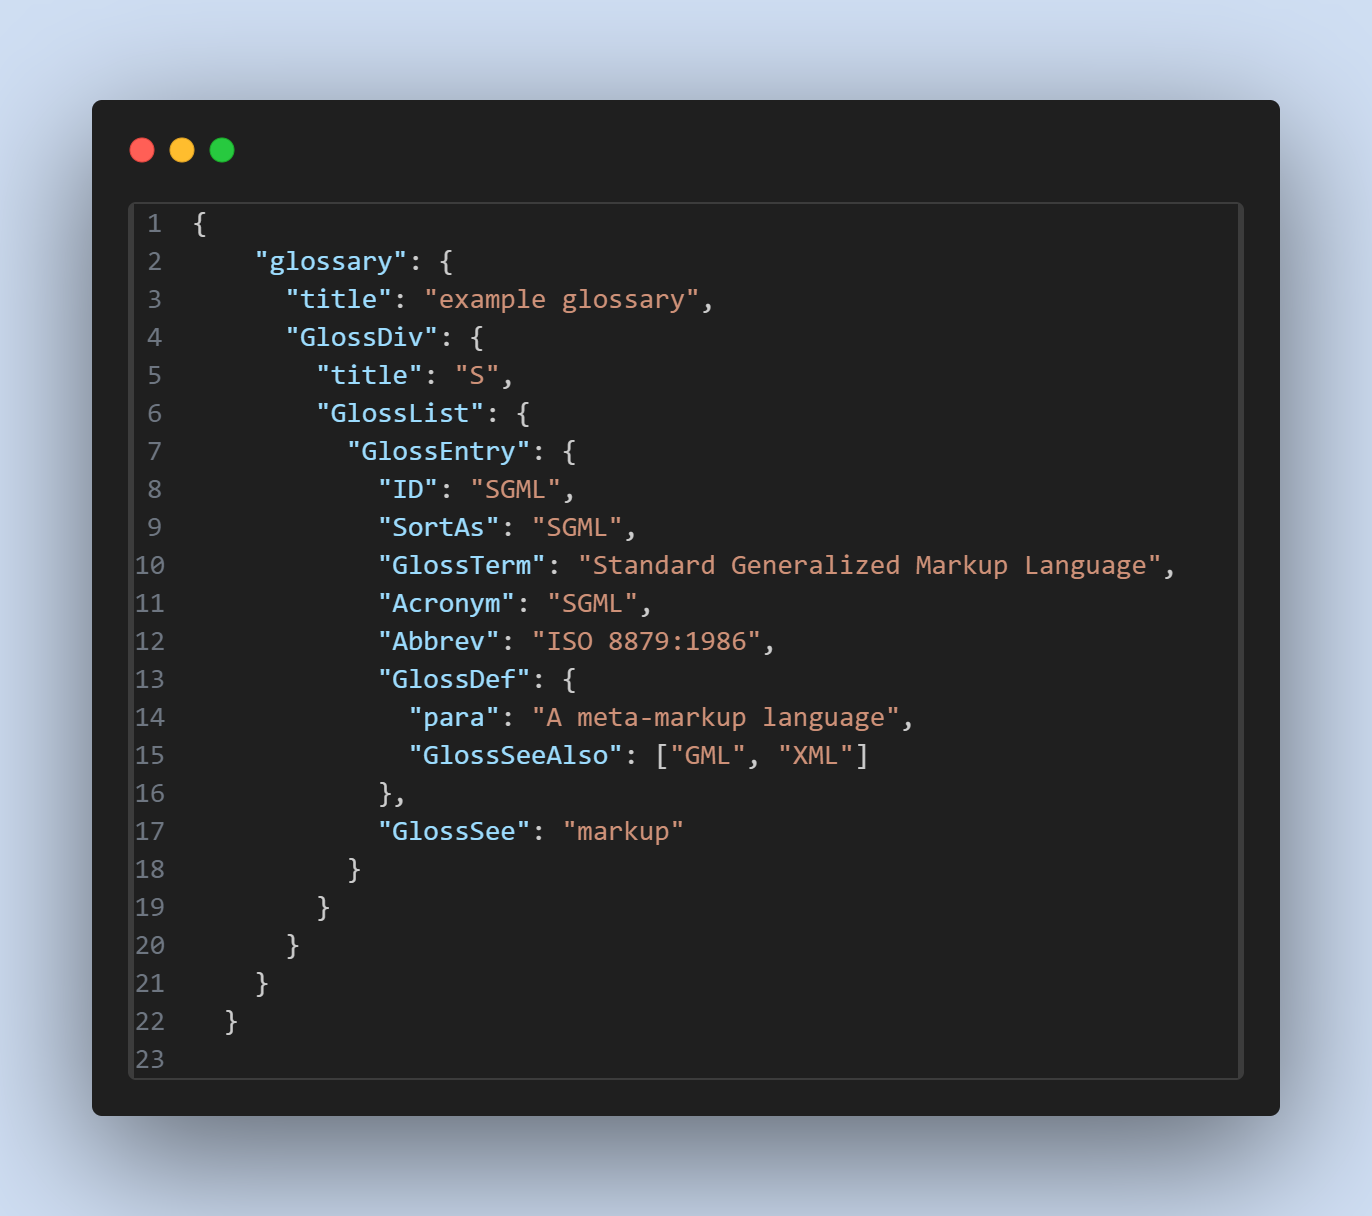 1 {
2     "glossary": {
3       "title": "example glossary",
4       "GlossDiv": {
5         "title": "S",
6         "GlossList": {
7           "GlossEntry": {
8             "ID": "SGML",
9             "SortAs": "SGML",
10             "GlossTerm": "Standard Generalized Markup Language",
11             "Acronym": "SGML",
12             "Abbrev": "ISO 8879:1986",
13             "GlossDef": {
14               "para": "A meta-markup language",
15               "GlossSeeAlso": ["GML", "XML"]
16             },
17             "GlossSee": "markup"
18           }
19         }
20       }
21     }
22   }
23